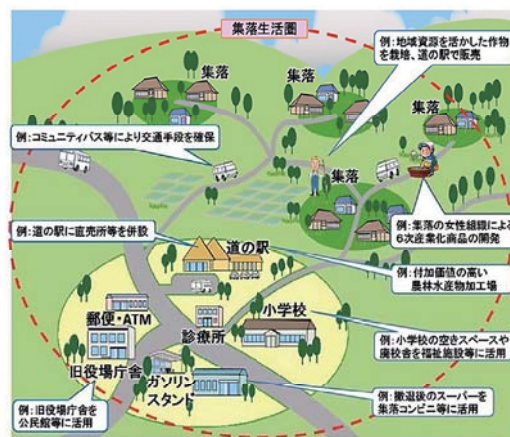 集落生活圏
例:地域資源を活かした作物
を栽培、道の駅で販売
集落
集落
集落
例:コミュニティバス等により交通手段を確保
集落
例:集落の女性組織による
6次産業化商品の開発
例:道の駅に直売所等を併設
道の駅
例:付加価値の高い
農林水産物加工場
郵便・ATM
診療所
小学校
例:小学校の空きスペースや
廃校舎を福祉施設等に活用
旧役場庁舎
ガソリン
スタンド
例:旧役場庁舎を
公民館等に活用
例:撤退後のスーパーを
集落コンビニ等に活用